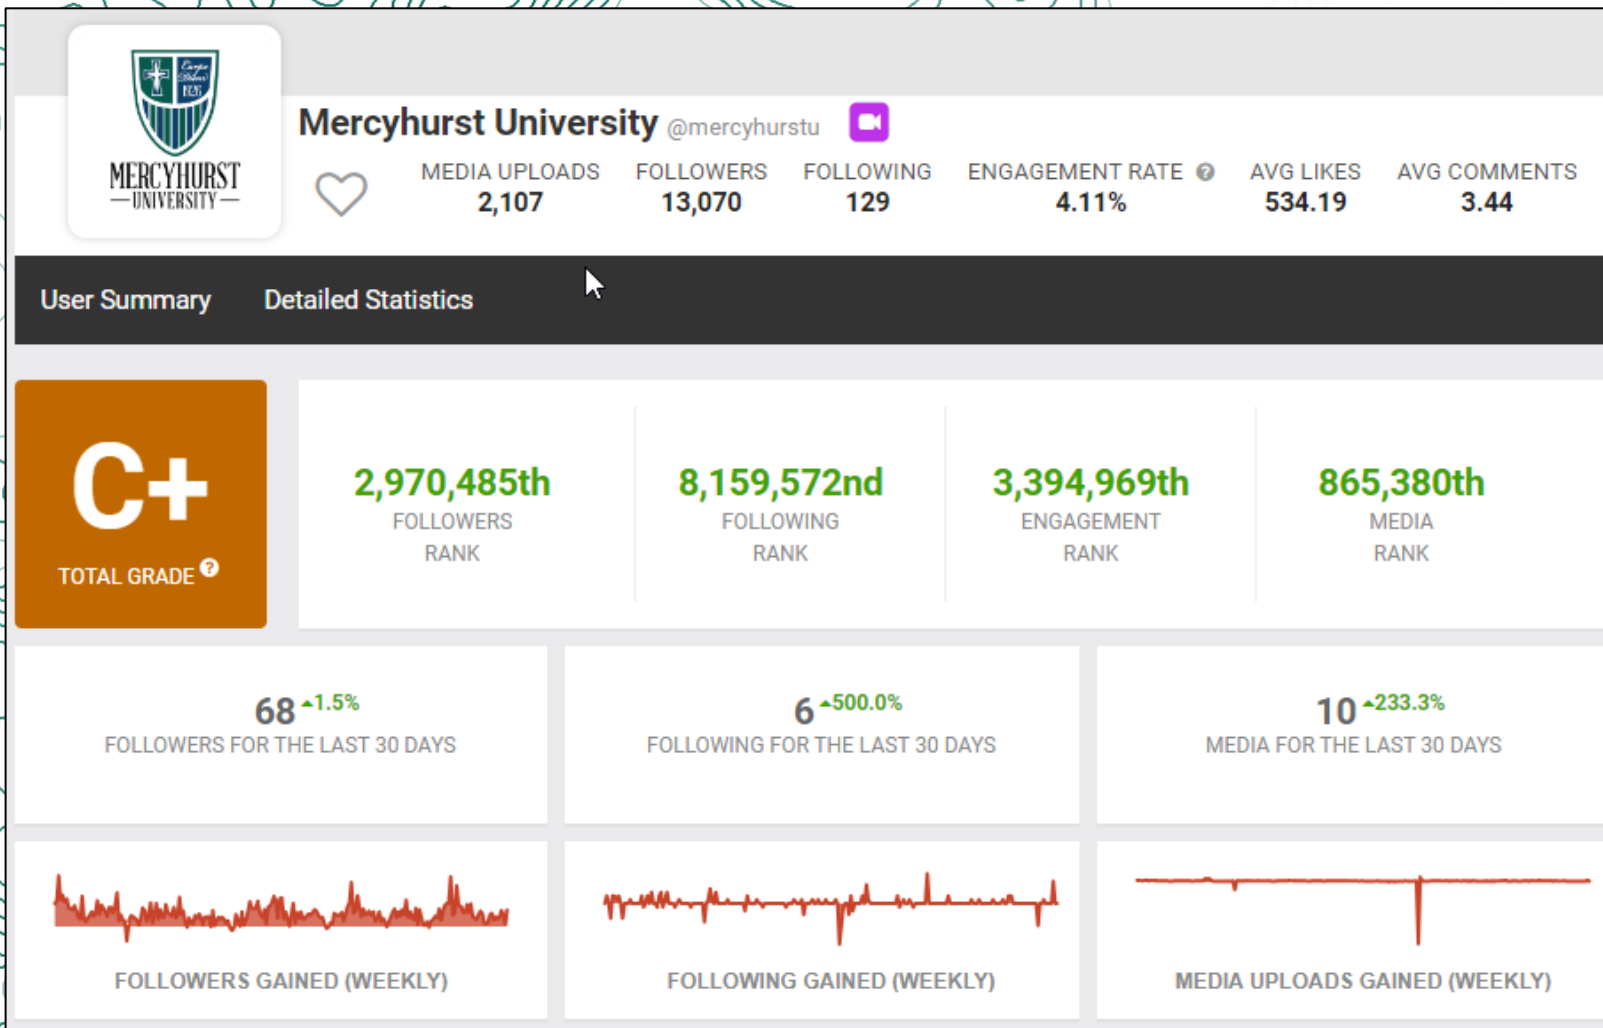 Carpe
Diem
1926
MERCYHURST
UNIVERSITY
Mercyhurst University @mercyhurstu
MEDIA UPLOADS FOLLOWERS FOLLOWING ENGAGEMENT RATE ? AVG LIKES AVG COMMENTS
2,107 13,070 129 4.11% 534.19 3.44
User Summary Detailed Statistics
C+
TOTAL GRADE ?
2,970,485th 8,159,572nd 3,394,969th 865,380th
FOLLOWERS FOLLOWING ENGAGEMENT MEDIA
RANK RANK RANK RANK
68 1.5% 6 500.0% 10 233.3%
FOLLOWERS FOR THE LAST 30 DAYS FOLLOWING FOR THE LAST 30 DAYS MEDIA FOR THE LAST 30 DAYS
FOLLOWERS GAINED (WEEKLY) FOLLOWING GAINED (WEEKLY) MEDIA UPLOADS GAINED (WEEKLY)